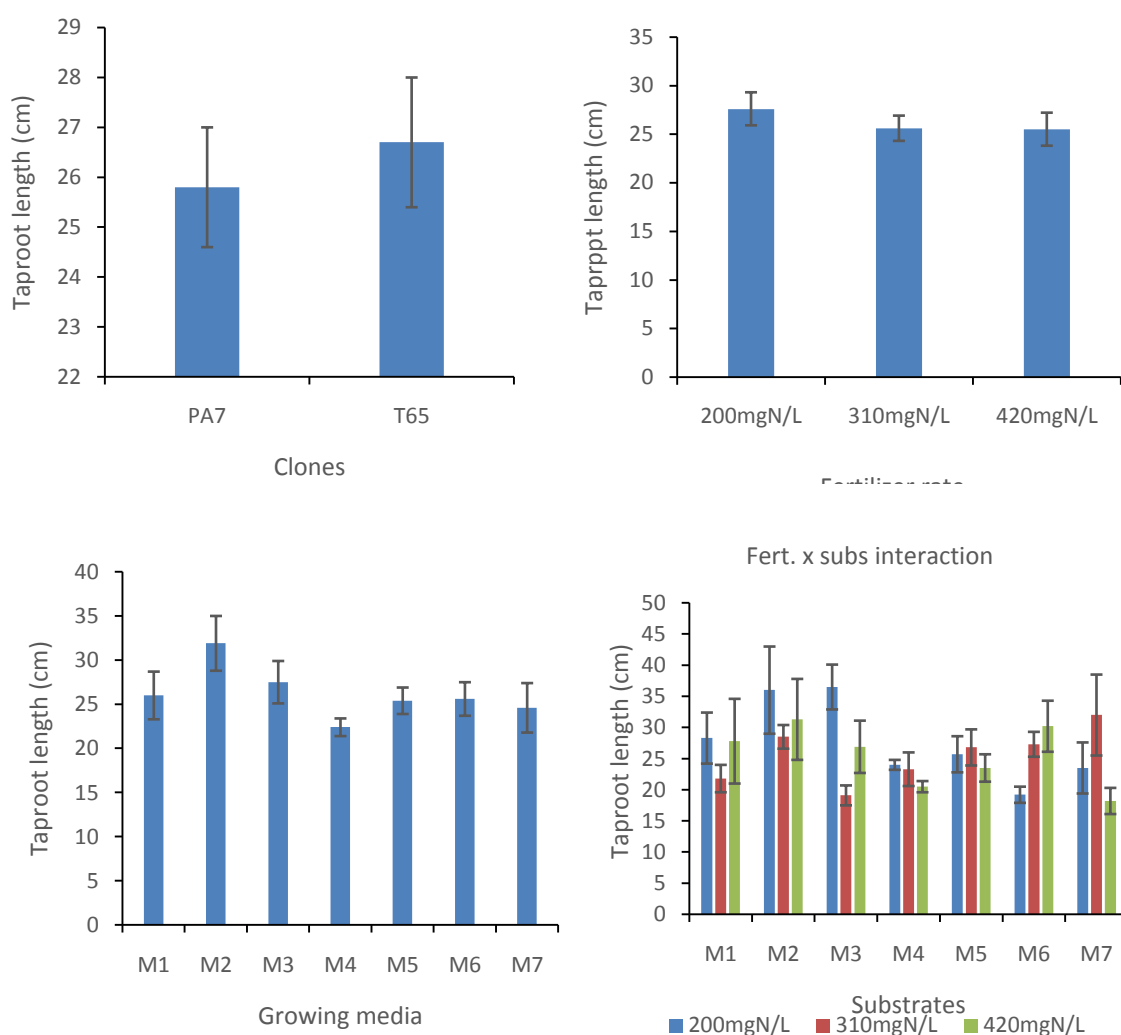 29
28
27
26
25
24
23
22
Taproot length (cm)
PA7 T65
Clones
35
30
25
20
15
10
5
0
Taprppt length (cm)
200mgN/L 310mgN/L 420mgN/L
Fertilizer rate
40
35
30
25
20
15
10
5
0
Taproot length (cm)
M1 M2 M3 M4 M5 M6 M7
Growing media
Fert. x subs interaction
50
45
40
35
30
25
20
15
10
5
0
Taproot length (cm)
M1 M2 M3 M4 M5 M6 M7
Substrates
200mgN/L 310mgN/L 420mgN/L